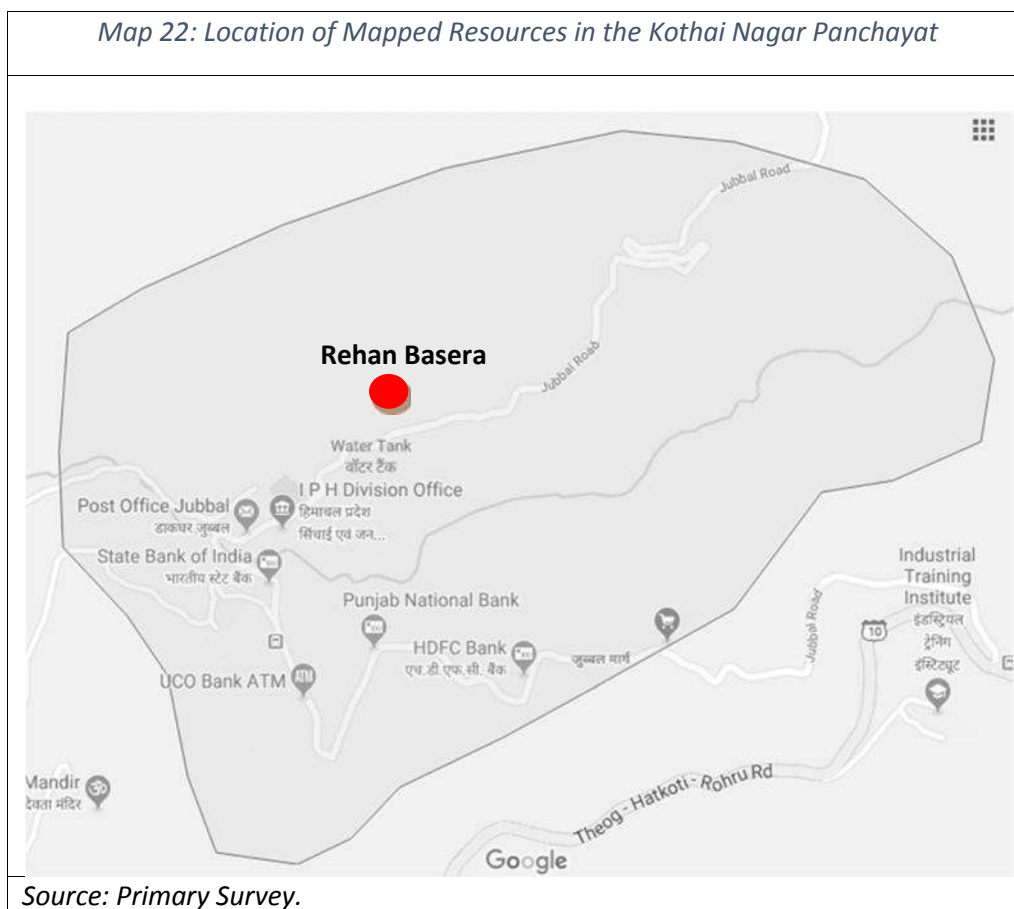 Map 22: Location of Mapped Resources in the Kothai Nagar Panchayat
Jubbal Road
Rehan Basera
Jubbal Road
Water Tank
वॉटर टैंक
I P H Division Office
हिमाचल प्रदेश
सिंचाई एवं जन...
Post Office Jubbal
डाकघर जुब्बल
State Bank of India
भारतीय स्टेट बैंक
Punjab National Bank
HDFC Bank
एच.डी.एफ.सी. बैंक
UCO Bank ATM
ATM
जुब्बल मार्ग
Jubbal Road
10
Industrial
Training
Institute
इंडस्ट्रियल
ट्रेनिंग
इंस्टिट्यूट
Mandir
देवता मंदिर
Theog - Hatkoti - Rohru Rd
Google
Source: Primary Survey.